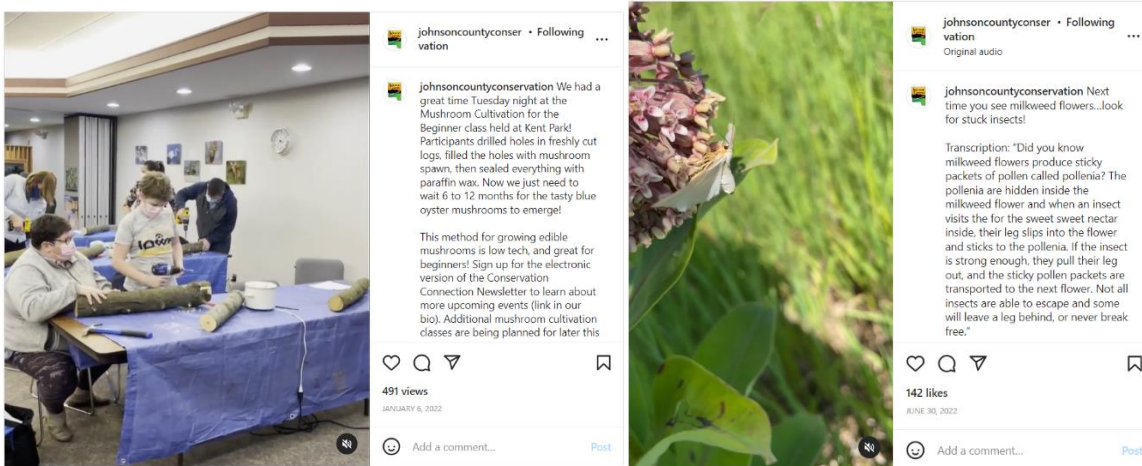 johnsoncountyconser • Following
vation
johnsoncountyconservation We had a
great time Tuesday night at the
Mushroom Cultivation for the
Beginner class held at Kent Park!
Participants drilled holes in freshly cut
logs, filled the holes with mushroom
spawn, then sealed everything with
paraffin wax. Now we just need to
wait 6 to 12 months for the tasty blue
oyster mushrooms to emerge!
This method for growing edible
mushrooms is low tech, and great for
beginners! Sign up for the electronic
version of the Conservation
Connection Newsletter to learn about
more upcoming events (link in our
bio). Additional mushroom cultivation
classes are being planned for later this
491 views
JANUARY 6, 2022
Add a comment...
Post
johnsoncountyconser • Following
vation
Original audio
johnsoncountyconservation Next
time you see milkweed flowers...look
for stuck insects!
Transcription: "Did you know
milkweed flowers produce sticky
packets of pollen called pollenia? The
pollenia are hidden inside the
milkweed flower and when an insect
visits the for the sweet sweet nectar
inside, their leg slips into the flower
and sticks to the pollenia. If the insect
is strong enough, they pull their leg
out, and the sticky pollen packets are
transported to the next flower. Not all
insects are able to escape and some
will leave a leg behind, or never break
free."
142 likes
JUNE 30, 2022
Add a comment...
Post